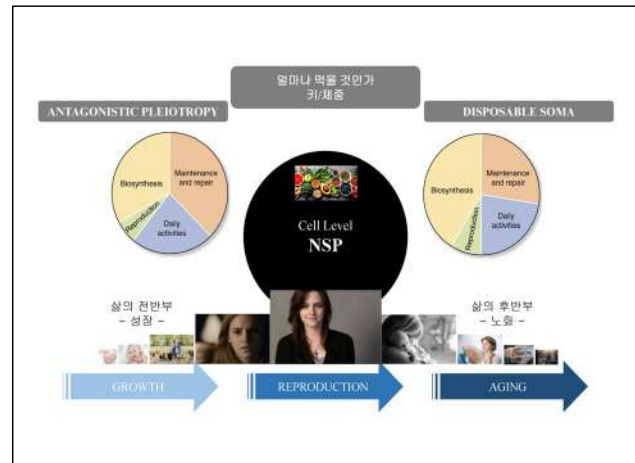 얼마나 먹을 것인가
키/체중
ANTAGONISTIC PLEIOTROPY
DISPOSABLE SOMA
Biosynthesis
Maintenance
and repair
Reproduction
Daily
activities
Cell Level
NSP
Biosynthesis
Maintenance
and repair
Reproduction
Daily
activities
삶의 전반부
- 성장 -
삶의 후반부
- 노화 -
GROWTH
REPRODUCTION
AGING